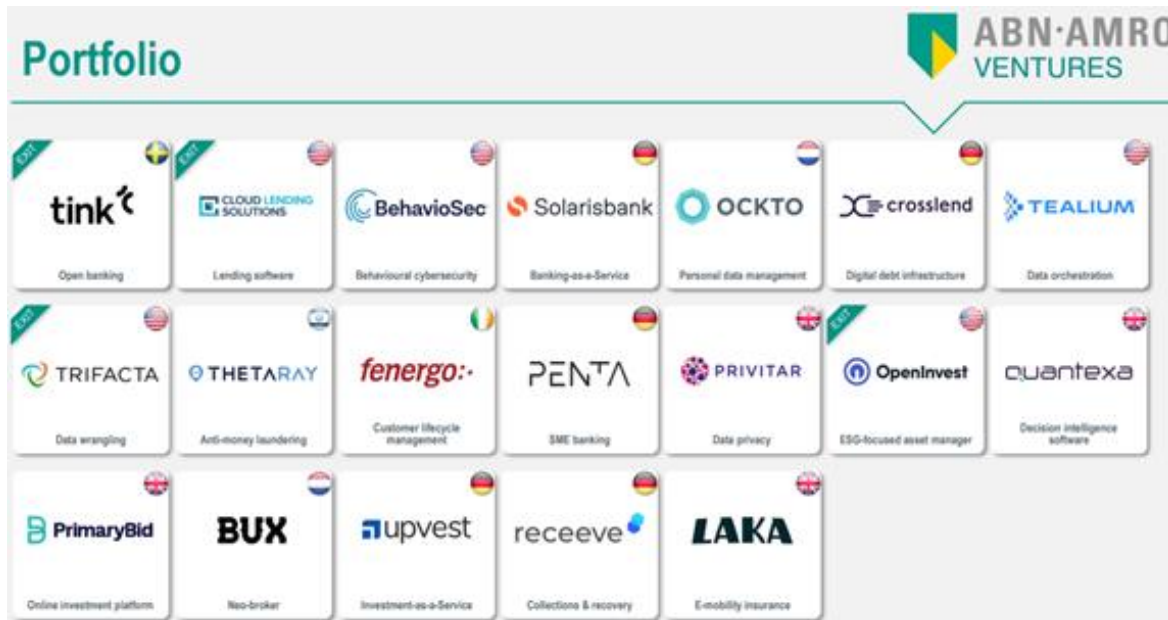 Portfolio
ABN·AMRO
VENTURES
EXIT
tink
Open banking
EXIT
CLOUD LENDING
SOLUTIONS
Lending software
BehavioSec
Behavioural cybersecurity
Solarisbank
Banking-as-a-Service
OCKTO
Personal data management
crosslend
Digital debt infrastructure
TEALIUM
Data orchestration
EXIT
TRIFACTA
Data wrangling
THETARAY
Anti-money laundering
fenergo
Customer lifecycle
management
PENTA
SME banking
PRIVITAR
Data privacy
EXIT
OpenInvest
ESG-focused asset manager
quantexa
Decision intelligence
software
PrimaryBid
Online investment platform
BUX
Neo-broker
upvest
Investment-as-a-Service
receeve
Collections & recovery
LAKA
E-mobility insurance